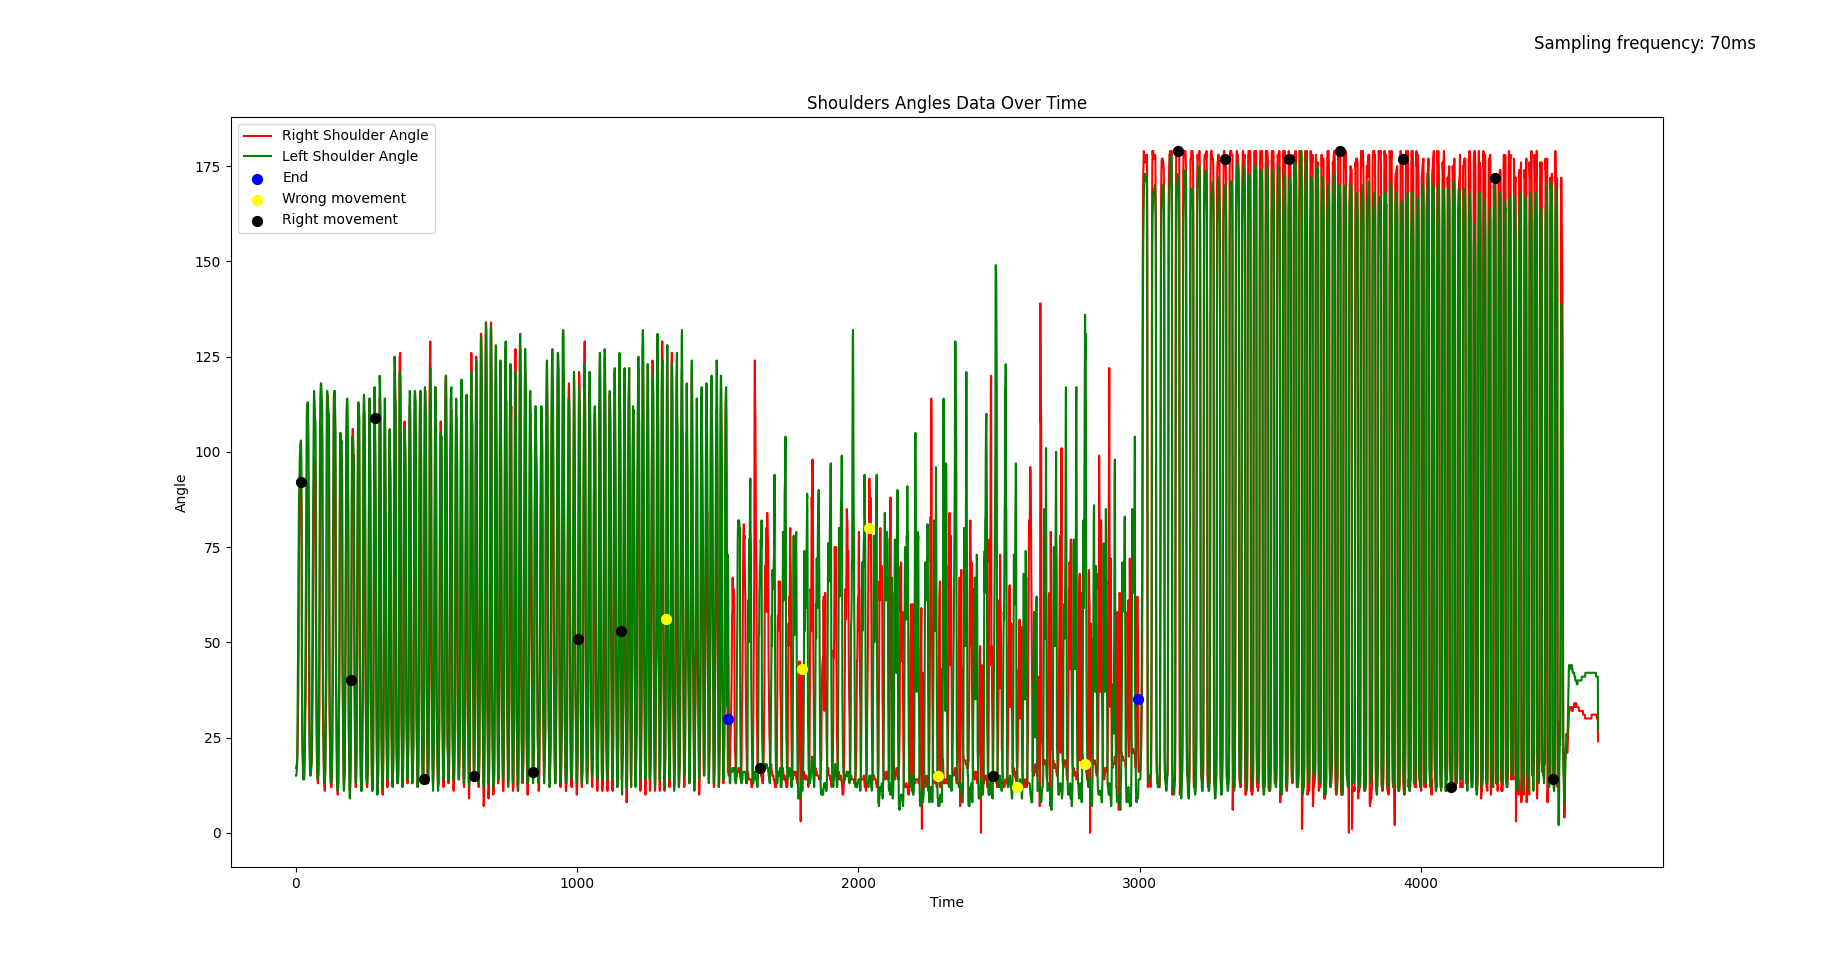 Sampling frequency: 70ms
Shoulders Angles Data Over Time
Right Shoulder Angle
Left Shoulder Angle
End
Wrong movement
Right movement
175
150
125
100
75
50
25
0
Angle
0 1000 2000 3000 4000
Time